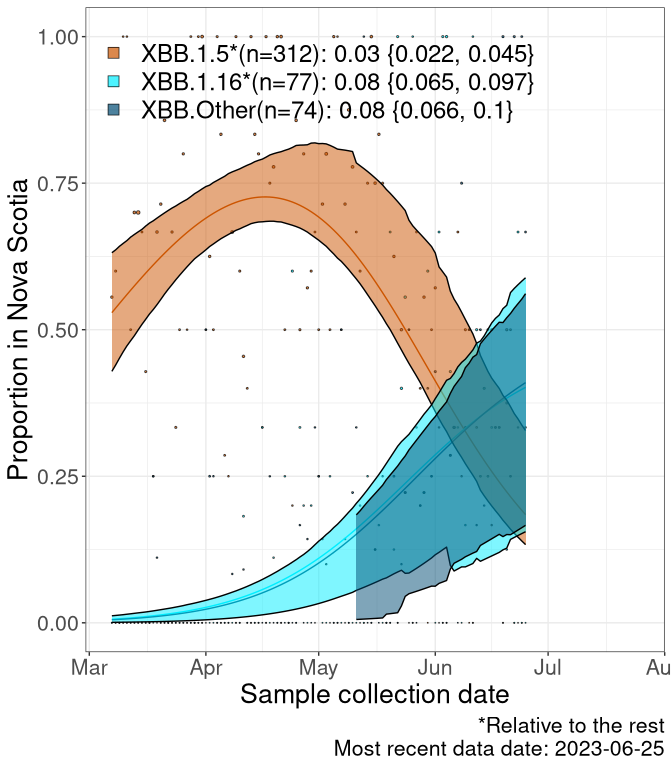 1.00
0.75
0.50
0.25
0.00
Proportion in Nova Scotia
XBB.1.5*(n=312): 0.03 {0.022, 0.045}
XBB.1.16*(n=77): 0.08 {0.065, 0.097}
XBB.Other(n=74): 0.08 {0.066, 0.1}
Mar Apr May Jun Jul Au
Sample collection date
*Relative to the rest
Most recent data date: 2023-06-25